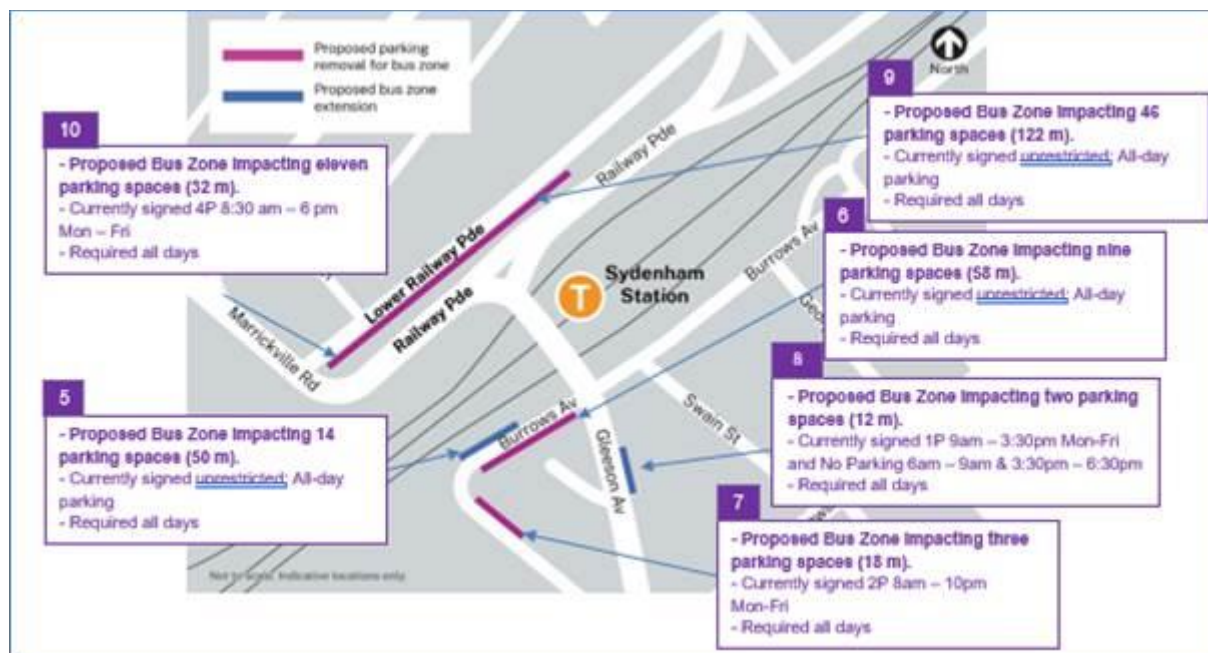 Proposed parking
removal for bus zone
Proposed bus zone
extension
North
9
- Proposed Bus Zone Impacting 46
parking spaces (122 m).
- Currently signed unrestricted; All-day
parking
- Required all days
10
- Proposed Bus Zone Impacting eleven
parking spaces (32 m).
- Currently signed 4P 8:30 am – 6 pm
Mon – Fri
- Required all days
Railway Pde
Lower Railway Pde
Railway Pde
Marrickville Rd
T
Sydenham
Station
Burrows Av
6
- Proposed Bus Zone Impacting nine
parking spaces (58 m).
- Currently signed unrestricted; All-day
parking
- Required all days
5
- Proposed Bus Zone Impacting 14
parking spaces (50 m).
- Currently signed unrestricted; All-day
parking
- Required all days
Burrows Av
Gleeson Av
Swain St
8
- Proposed Bus Zone Impacting two parking
spaces (12 m).
- Currently signed 1P 9am – 3:30pm Mon-Fri
and No Parking 6am – 9am & 3:30pm – 6:30pm
- Required all days
7
- Proposed Bus Zone Impacting three
parking spaces (18 m).
- Currently signed 2P 8am – 10pm
Mon-Fri
- Required all days
Not to scale. Indicative locations only.